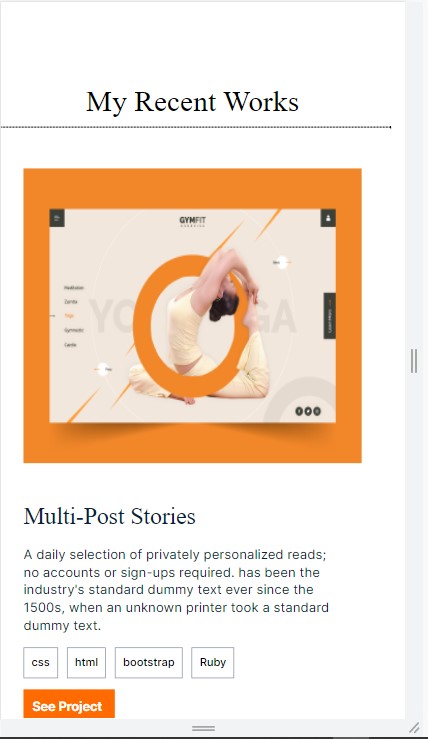 My Recent Works
GYMFIT
Meditation
Zumba
Yoga
Gymnastic
Cardio
YO GA
Multi-Post Stories
A daily selection of privately personalized reads;
no accounts or sign-ups required. has been the
industry's standard dummy text ever since the
1500s, when an unknown printer took a standard
dummy text.
css html bootstrap Ruby
See Project